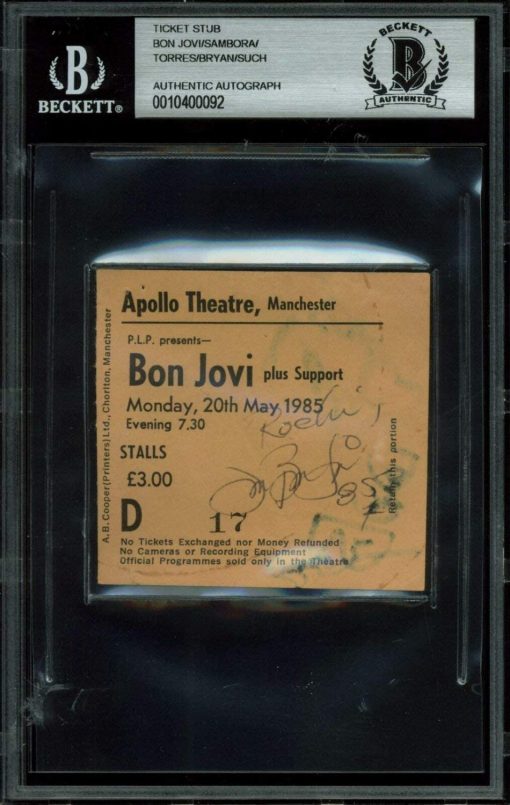 TICKET STUB
BON JOVI/SAMBORA/
TORRES/BRYAN/SUCH
AUTHENTIC AUTOGRAPH
0010400092
B
BECKETT®
BECKETT
B
AUTHENTIC
Apollo Theatre, Manchester
P.L.P. presents—
Bon Jovi plus Support
Monday, 20th May 1985
Evening 7.30
STALLS
£3.00
D 17
No Tickets Exchanged nor Money Refunded
No Cameras or Recording Equipment
Official Programmes sold only in the Theatre
A.B. Cooper (Printers) Ltd., Chorlton, Manchester
Retain this portion